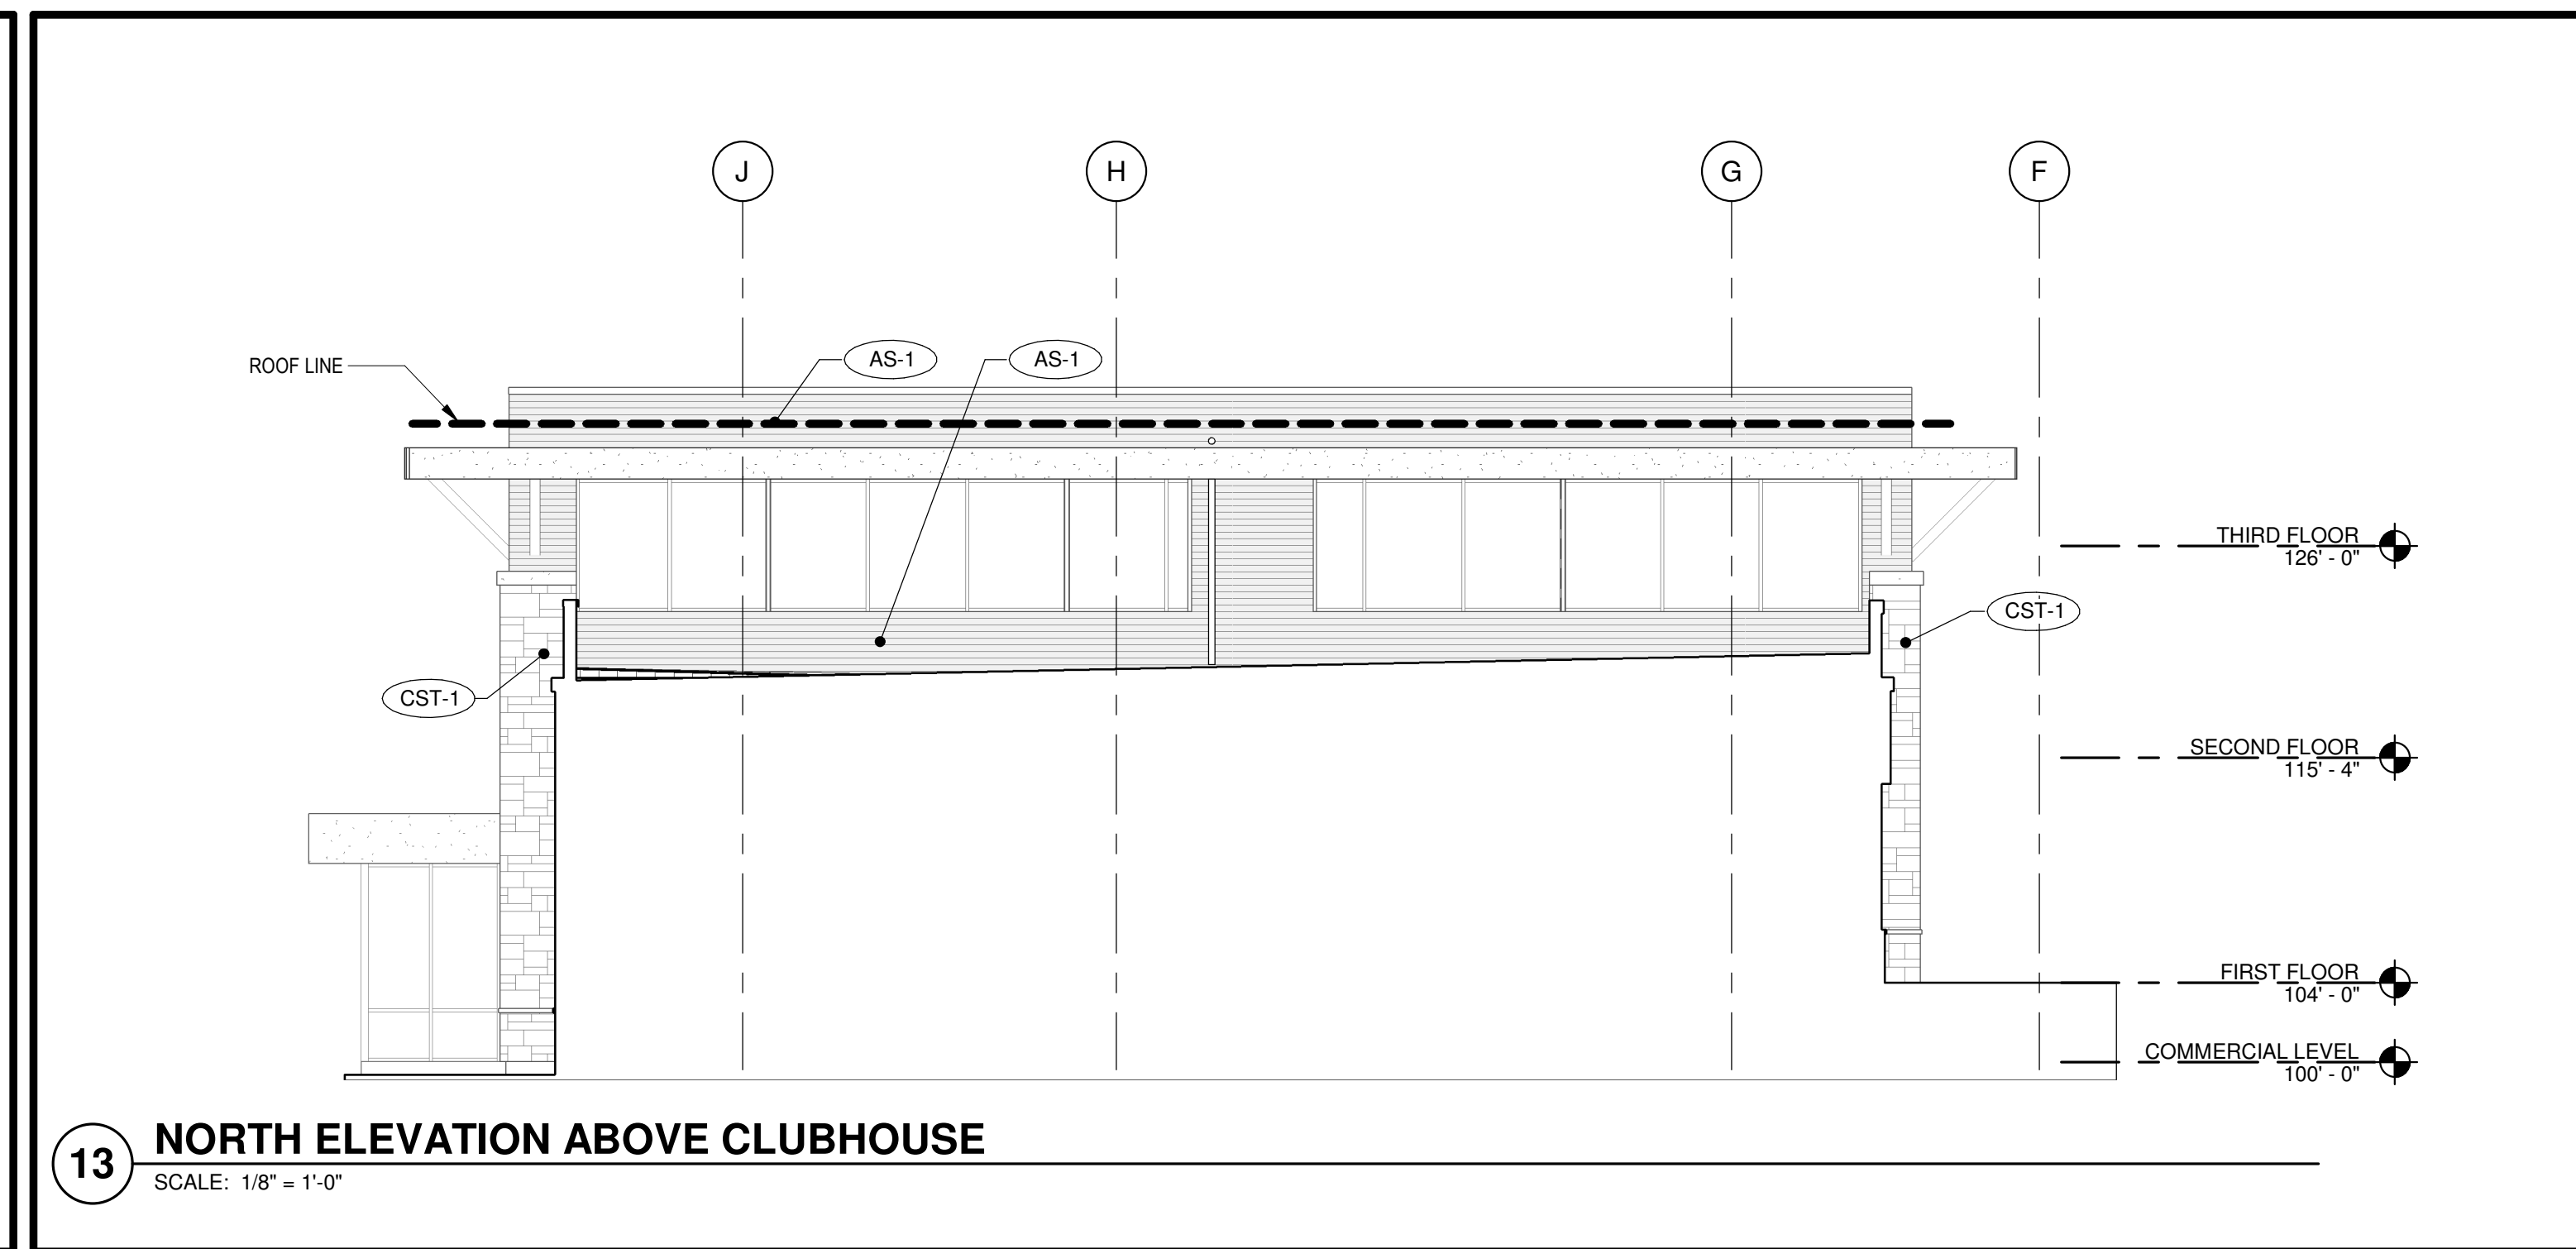 J
H
G
F
ROOF LINE
AS-1
AS-1
THIRD FLOOR
126' - 0"
CST-1
CST-1
SECOND FLOOR
115' - 4"
FIRST FLOOR
104' - 0"
COMMERCIAL LEVEL
100' - 0"
13
NORTH ELEVATION ABOVE CLUBHOUSE
SCALE: 1/8" = 1'-0"